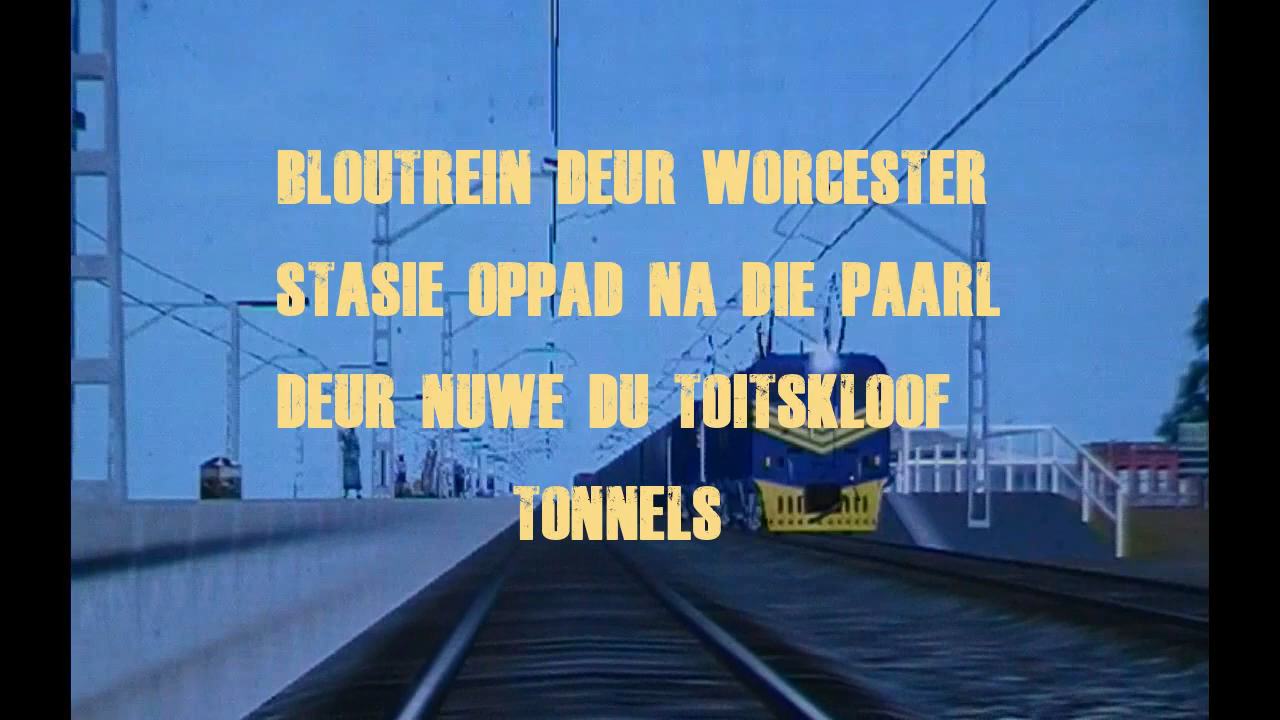 BLOUTREIN DEUR WORCESTER
STASIE OPPAD NA DIE PAARL
DEUR NUWE DU TOITSKLOOF
TONNELS